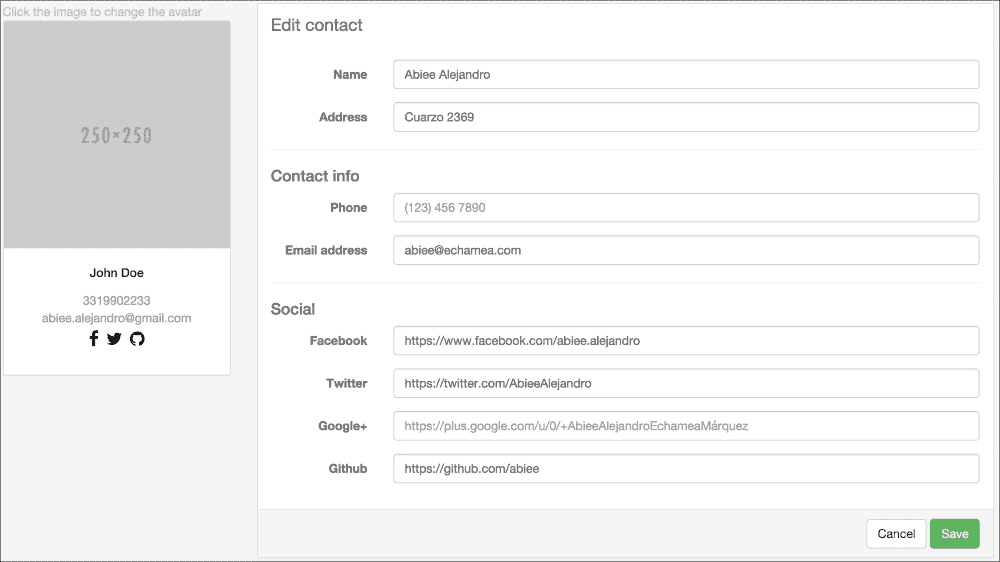 Click the image to change the avatar
250×250
John Doe
3319902233
abiee.alejandro@gmail.com
Edit contact
Name
Abiee Alejandro
Address
Cuarzo 2369
Contact info
Phone
(123) 456 7890
Email address
abiee@echamea.com
Social
Facebook
https://www.facebook.com/abiee.alejandro
Twitter
https://twitter.com/AbieeAlejandro
Google+
https://plus.google.com/u/0/+AbieeAlejandroEchameaMárquez
Github
https://github.com/abiee
Cancel
Save